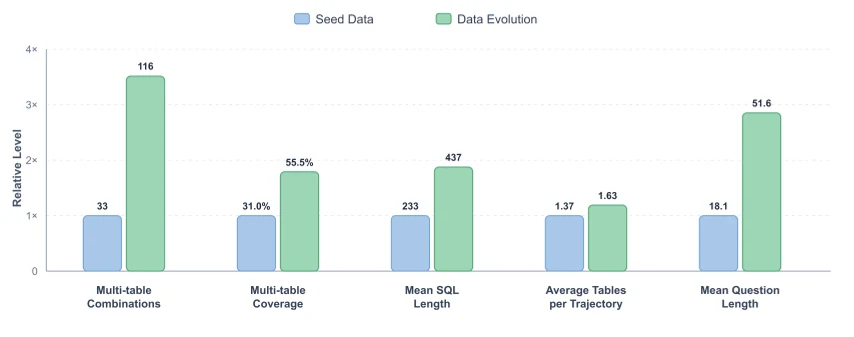 Seed Data
Data Evolution
4×
3×
2×
1×
0
Relative Level
33
116
31.0%
55.5%
233
437
1.37
1.63
18.1
51.6
Multi-table
Combinations
Multi-table
Coverage
Mean SQL
Length
Average Tables
per Trajectory
Mean Question
Length